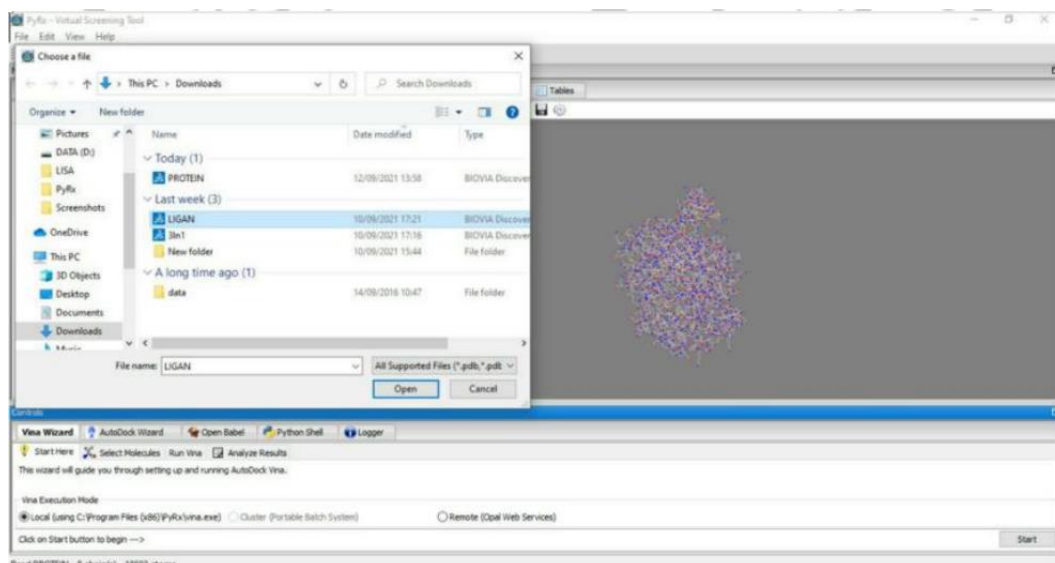 PyRx - Virtual Screening Tool
File Edit View Help
Choose a file
This PC > Downloads
Search Downloads
Tables
Organize New folder
Pictures
DATA (D:)
LISA
PyRx
Screenshots
OneDrive
This PC
3D Objects
Desktop
Documents
Downloads
Music
Name Date modified Type
Today (1)
PROTEIN 12/09/2021 13:58 BIOVIA Discover
Last week (3)
LIGAN 10/09/2021 17:21 BIOVIA Discover
3ln1 10/09/2021 17:16 BIOVIA Discover
New folder 10/09/2021 15:44 File folder
A long time ago (1)
data 14/09/2016 10:47 File folder
File name: LIGAN All Supported Files (*.pdb,*.pdb
Open Cancel
Controls
Vina Wizard AutoDock Wizard Open Babel Python Shell Logger
Start Here Select Molecules Run Vina Analyze Results
This wizard will guide you through setting up and running AutoDock Vina.
Vina Execution Mode
Local (using C:\Program Files (x86)\PyRx\vina.exe) Cluster (Portable Batch System) Remote (Opal Web Services)
Click on Start button to begin --->
Start